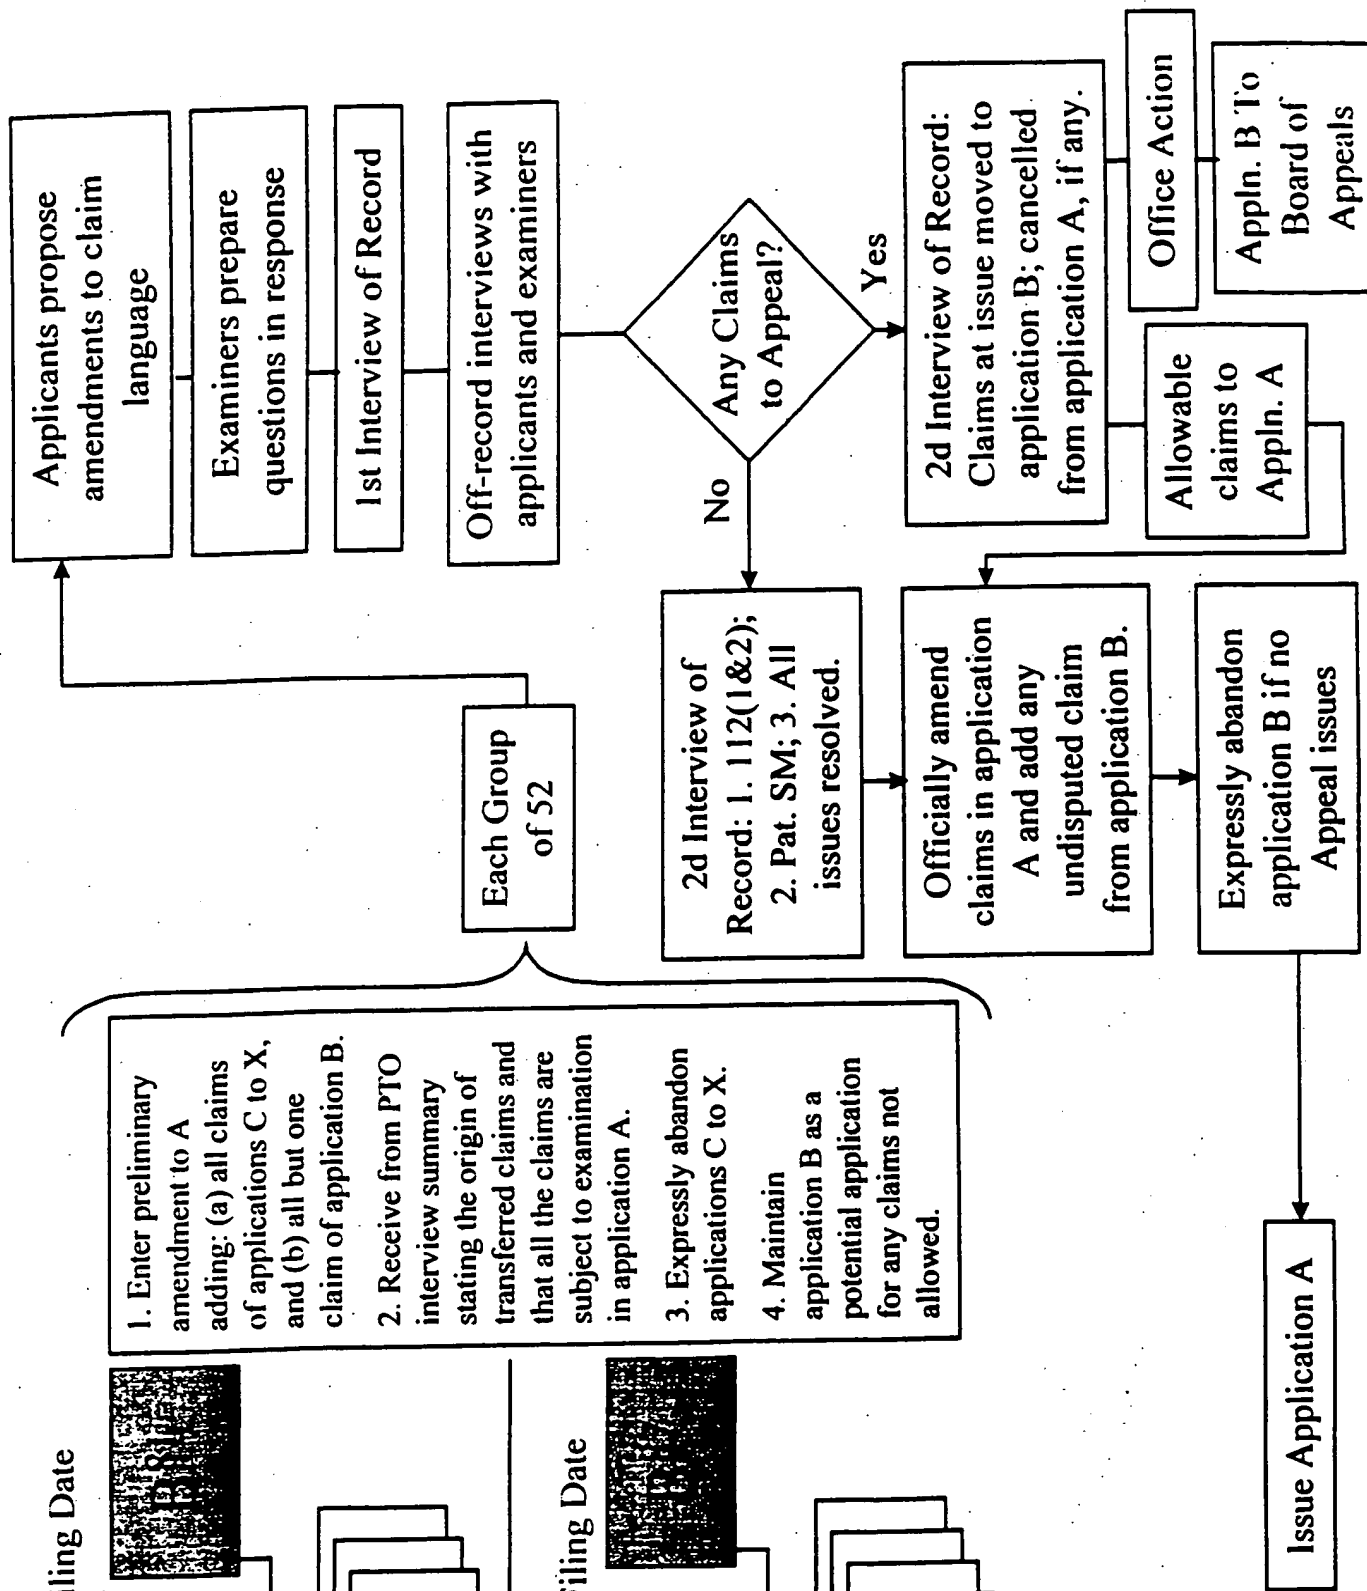 iling Date
1. Enter preliminary
amendment to A
adding: (a) all claims
of applications C to X,
and (b) all but one
claim of application B.
2. Receive from PTO
interview summary
stating the origin of
transferred claims and
that all the claims are
subject to examination
in application A.
3. Expressly abandon
applications C to X.
4. Maintain
application B as a
potential application
for any claims not
allowed.
Filing Date
Each Group
of 52
Applicants propose
amendments to claim
language
Examiners prepare
questions in response
1st Interview of Record
Off-record interviews with
applicants and examiners
Any Claims
to Appeal?
No
Yes
2d Interview of
Record: 1. 112(1&2);
2. Pat. SM; 3. All
issues resolved.
2d Interview of Record:
Claims at issue moved to
application B; cancelled
from application A, if any.
Officially amend
claims in application
A and add any
undisputed claim
from application B.
Allowable
claims to
Appln. A
Office Action
Appln. B To
Board of
Appeals
Expressly abandon
application B if no
Appeal issues
Issue Application A